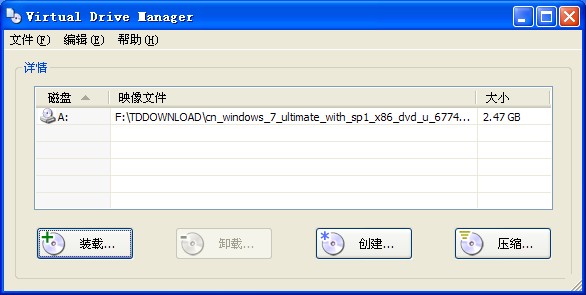 Virtual Drive Manager
文件(F) 编辑(E) 帮助(H)
详情
磁盘 映像文件 大小
A: F:\TDDOWNLOAD\cn_windows_7_ultimate_with_sp1_x86_dvd_u_6774... 2.47 GB
装载... 卸载... 创建... 压缩...